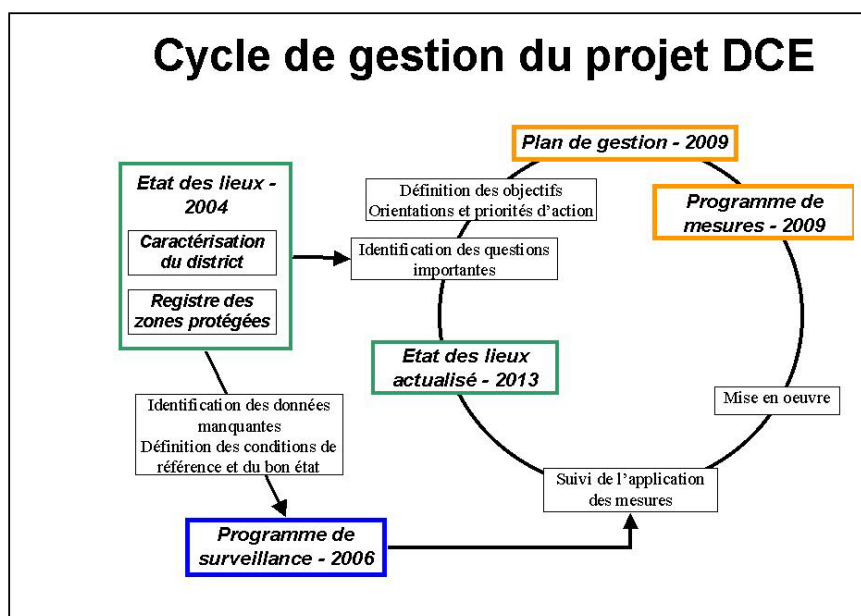 Cycle de gestion du projet DCE
Etat des lieux -
2004
Caractérisation
du district
Registre des
zones protégées
Identification des données
manquantes
Définition des conditions de
référence et du bon état
Programme de
surveillance - 2006
Plan de gestion - 2009
Programme de
mesures - 2009
Mise en oeuvre
Suivi de l'application
des mesures
Etat des lieux
actualisé - 2013
Identification des questions
importantes
Définition des objectifs
Orientations et priorités d'action